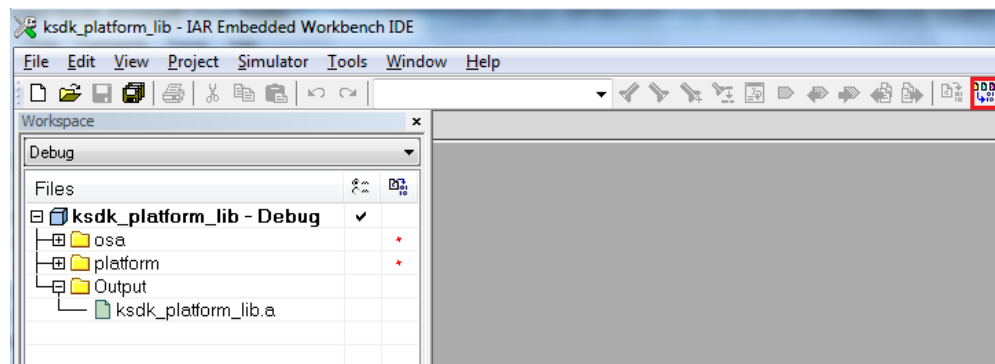 ksdk_platform_lib - IAR Embedded Workbench IDE
File Edit View Project Simulator Tools Window Help
Workspace
Debug
Files
ksdk_platform_lib - Debug
osa
platform
Output
ksdk_platform_lib.a